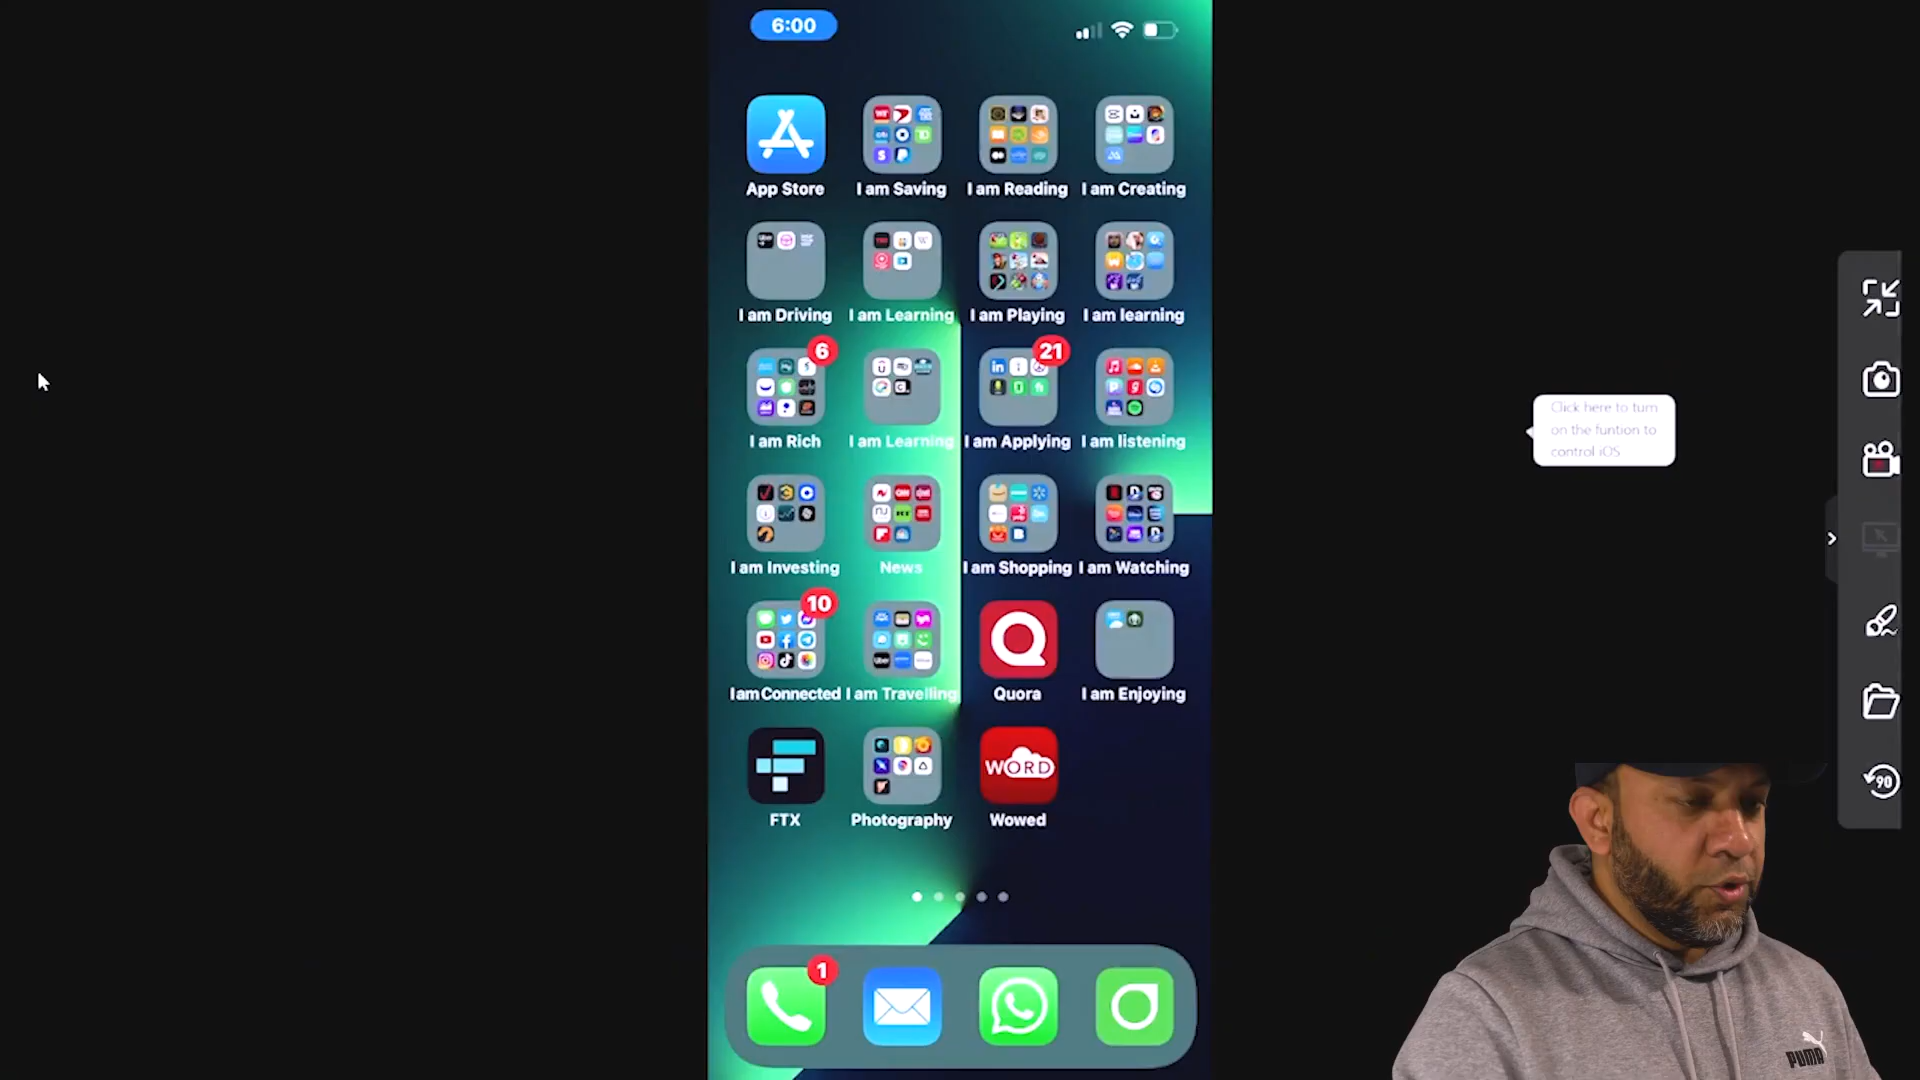 6:00
App Store
I am Saving
I am Reading
I am Creating
I am Driving
I am Learning
I am Playing
I am learning
6
21
I am Rich
I am Learning
I am Applying
I am listening
I am Investing
News
I am Shopping
I am Watching
10
I am Connected
I am Travelling
Quora
I am Enjoying
WORD
FTX
Photography
Wowed
1
Click here to turn
on the funtion to
control iOS
90
PUMA